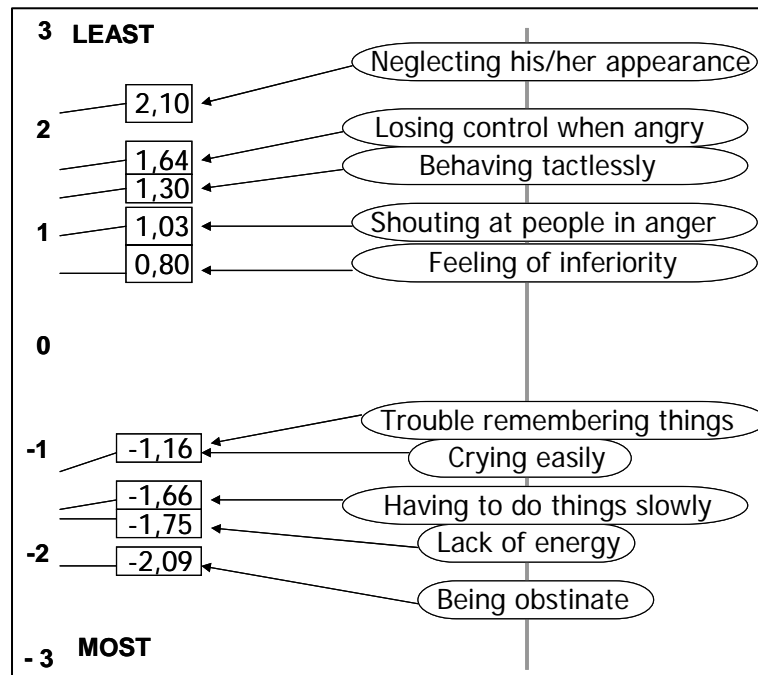 3 LEAST
Neglecting his/her appearance
2,10
2
Losing control when angry
1,64
Behaving tactlessly
1,30
1
Shouting at people in anger
1,03
Feeling of inferiority
0,80
0
Trouble remembering things
-1
-1,16
Crying easily
-1,66
Having to do things slowly
-1,75
Lack of energy
-2
-2,09
Being obstinate
MOST
- 3